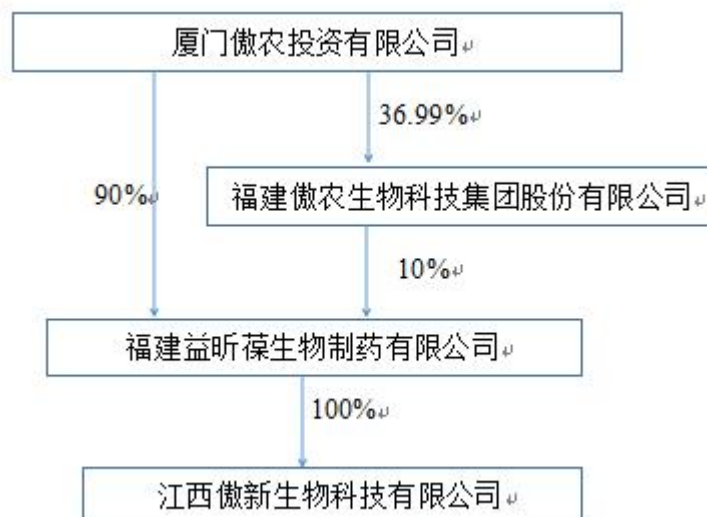 厦门傲农投资有限公司
36.99%
90%
福建傲农生物科技集团股份有限公司
10%
福建益昕葆生物制药有限公司
100%
江西傲新生物科技有限公司